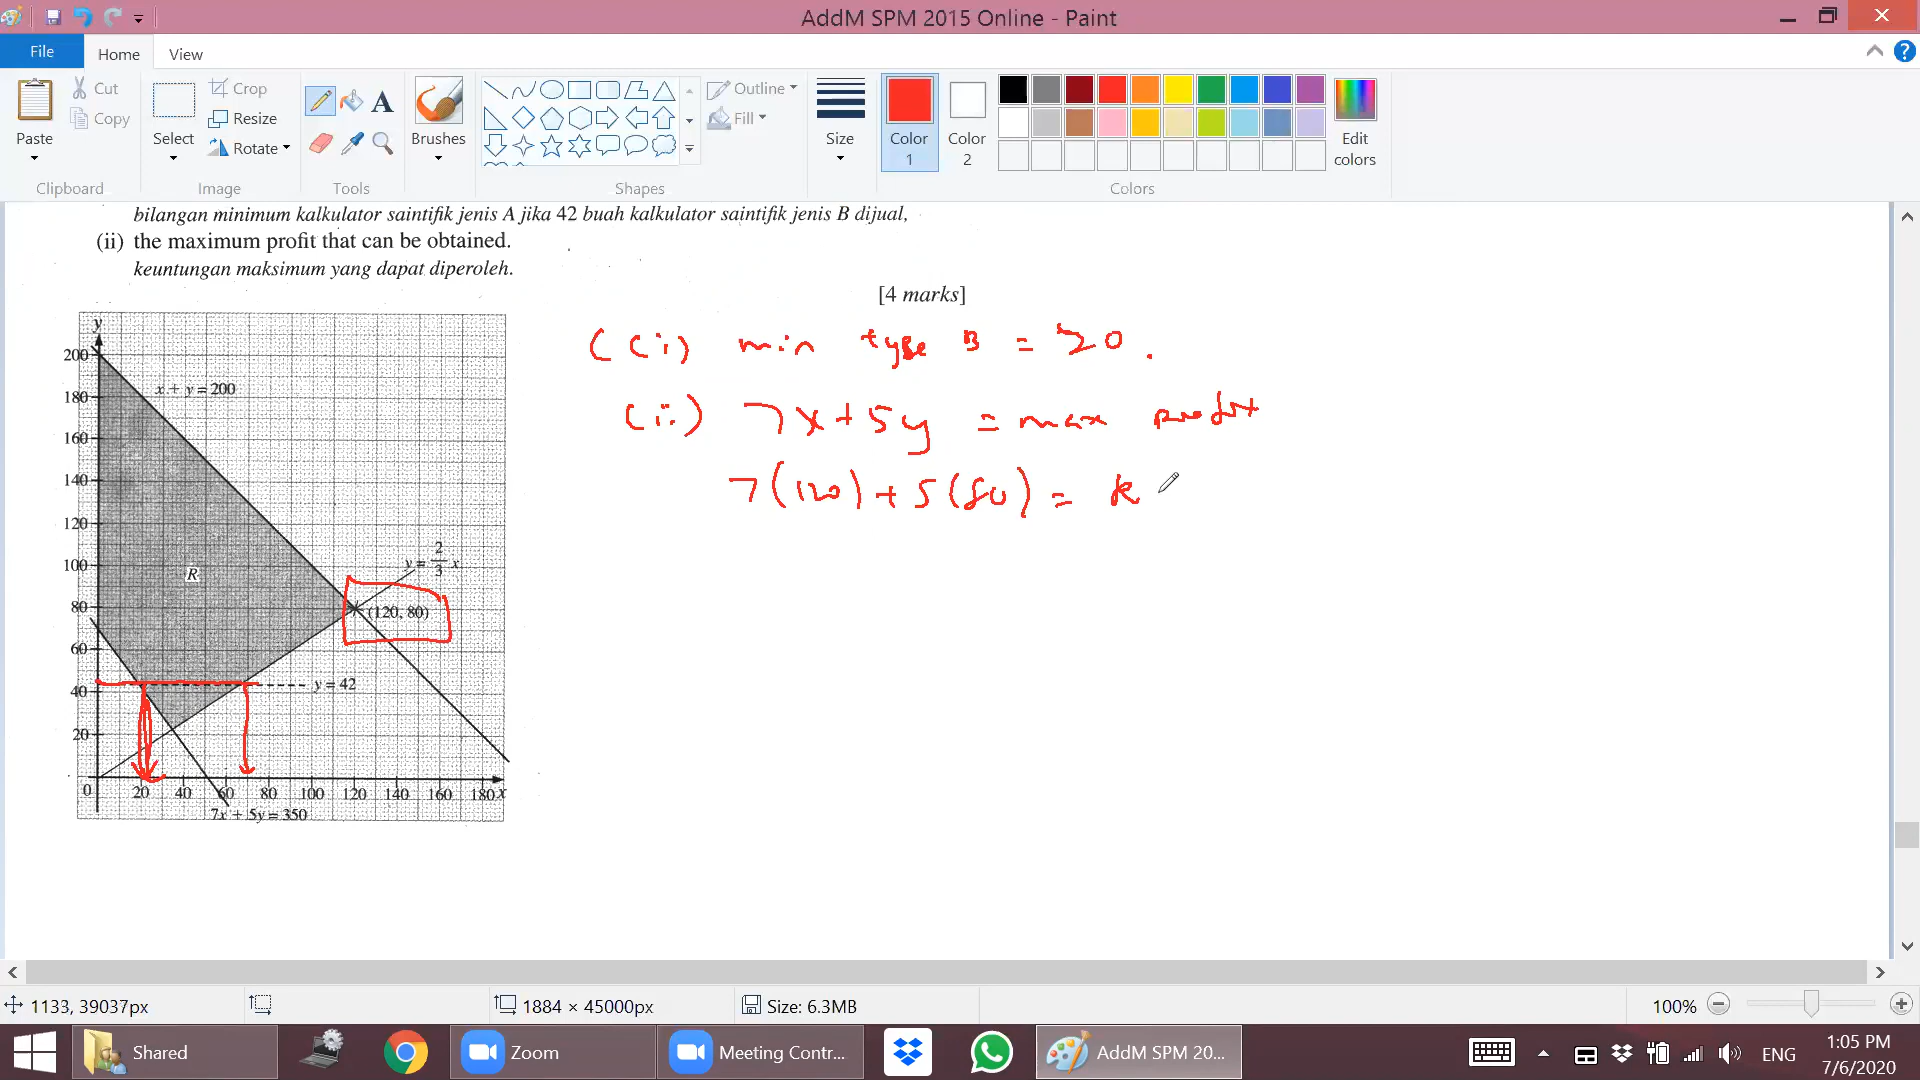 AddM SPM 2015 Online - Paint
File
Home
View
Paste
Cut
Copy
Clipboard
Select
Crop
Resize
Rotate
Image
A
Tools
Brushes
Outline
Fill
Shapes
Size
Color 1
Color 2
Edit colors
Colors
bilangan minimum kalkulator saintifik jenis A jika 42 buah kalkulator saintifik jenis B dijual,
(ii) the maximum profit that can be obtained.
keuntungan maksimum yang dapat diperoleh.
[4 marks]
y
200
x + y = 200
180
160
140
120
100
y = 2/3 x
R
80
(120, 80)
60
y = 42
40
20
0 20 40 60 80 100 120 140 160 180 x
7x + 5y = 350
(i) min type B = 20.
(ii) 7x + 5y = max profit
7(120) + 5(80) = k
1133, 39037px
1884 × 45000px
Size: 6.3MB
100%
Shared
Zoom
Meeting Contr...
AddM SPM 20...
ENG
1:05 PM
7/6/2020